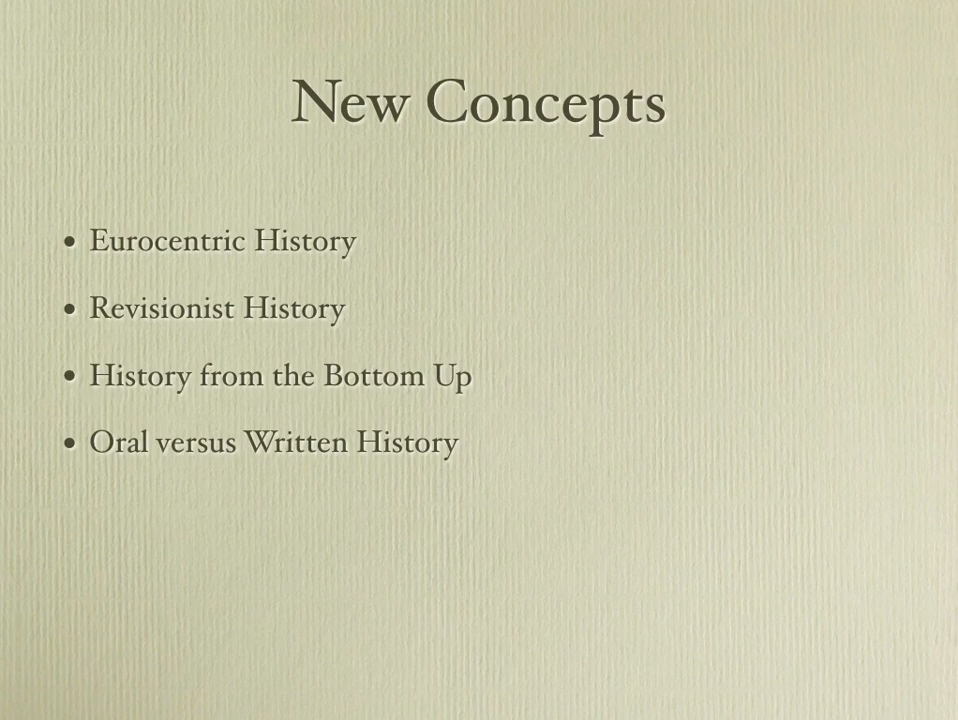 New Concepts
• Eurocentric History
• Revisionist History
• History from the Bottom Up
• Oral versus Written History